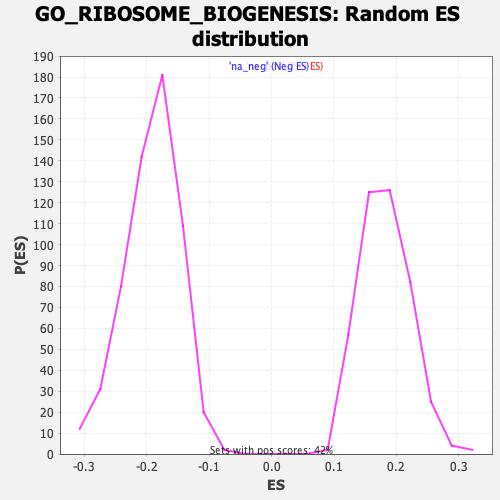 GO_RIBOSOME_BIOGENESIS: Random ES
distribution
'na_neg' (Neg ES)
ES)
P(ES)
190
180
170
160
150
140
130
120
110
100
90
80
70
60
50
40
30
20
10
0
Sets with pos scores: 42%
-0.3 -0.2 -0.1 0.0 0.1 0.2 0.3
ES